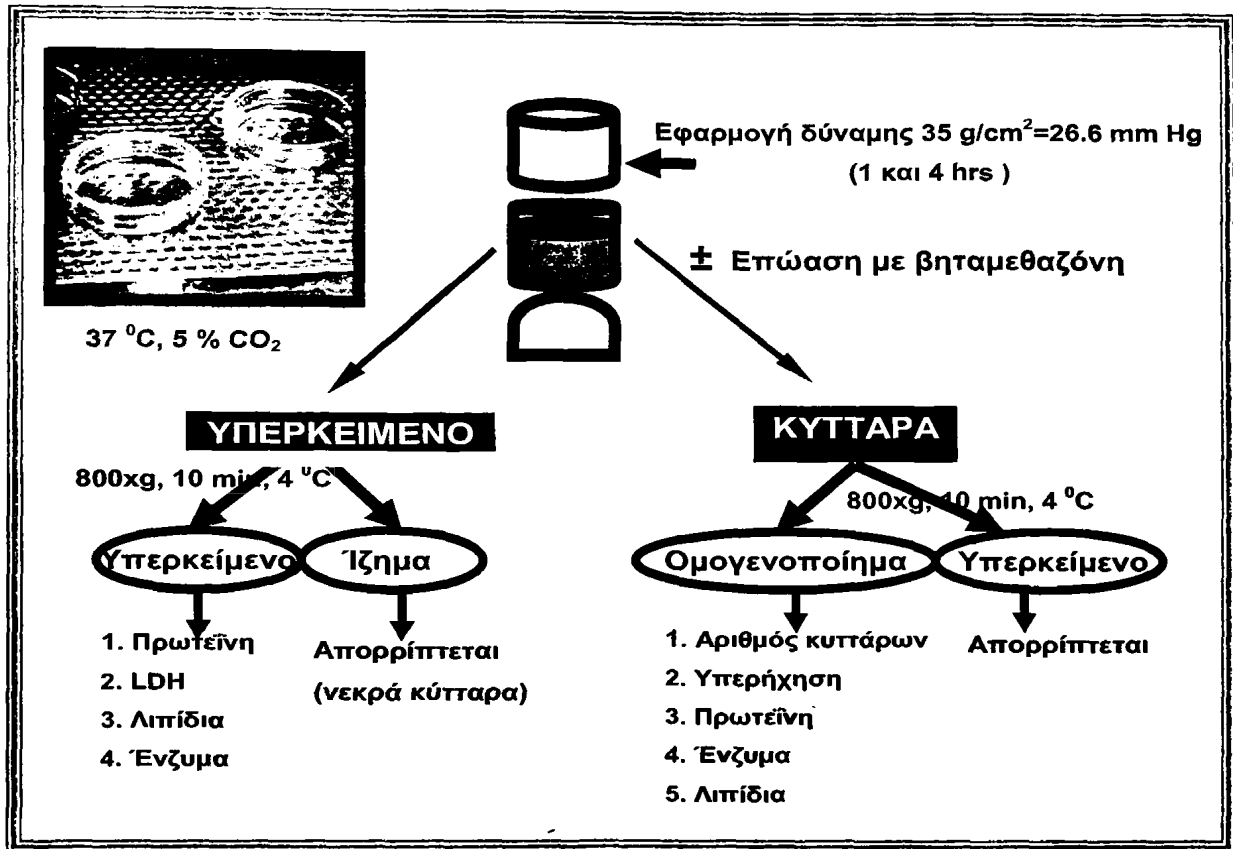 Εφαρμογή δύναμης 35 g/cm²=26.6 mm Hg
(1 και 4 hrs )
± Επώαση με βηταμεθαζόνη
37 ⁰C, 5 % CO₂
ΥΠΕΡΚΕΙΜΕΝΟ
ΚΥΤΤΑΡΑ
800xg, 10 min, 4 ⁰C
800xg, 10 min, 4 ⁰C
Υπερκείμενο
Ίζημα
Ομογενοποίημα
Υπερκείμενο
1. Πρωτεΐνη
2. LDH
3. Λιπίδια
4. Ένζυμα
Απορρίπτεται
(νεκρά κύτταρα)
1. Αριθμός κυττάρων
2. Υπερήχηση
3. Πρωτεΐνη
4. Ένζυμα
5. Λιπίδια
Απορρίπτεται